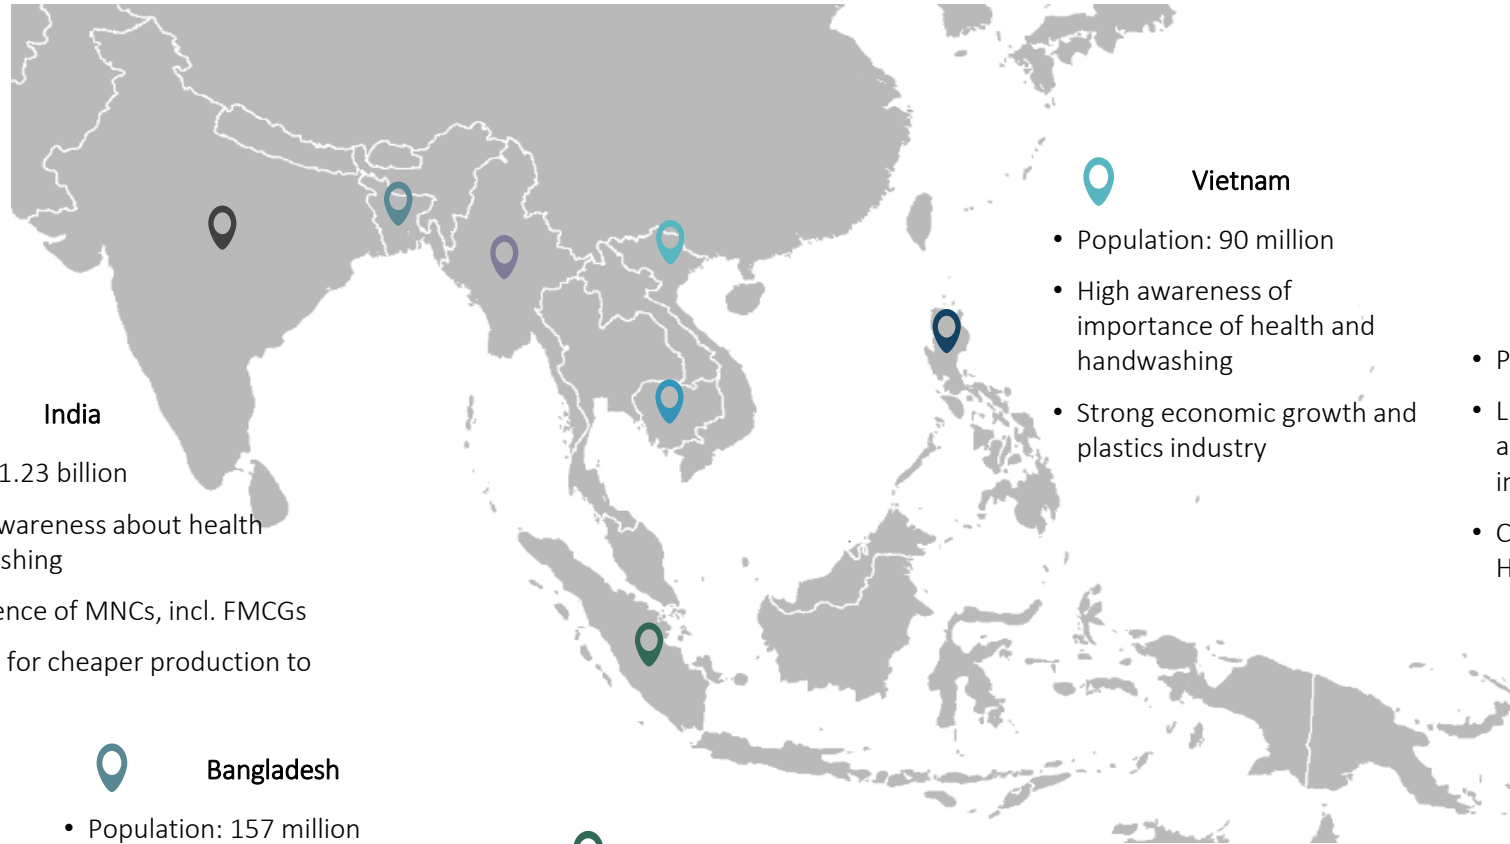 Vietnam
• Population: 90 million
• High awareness of
importance of health and
handwashing
• Strong economic growth and
plastics industry
India
1.23 billion
wareness about health
shing
ence of MNCs, incl. FMCGs
for cheaper production to
Bangladesh
• Population: 157 million
• P
• L
a
in
• C
H